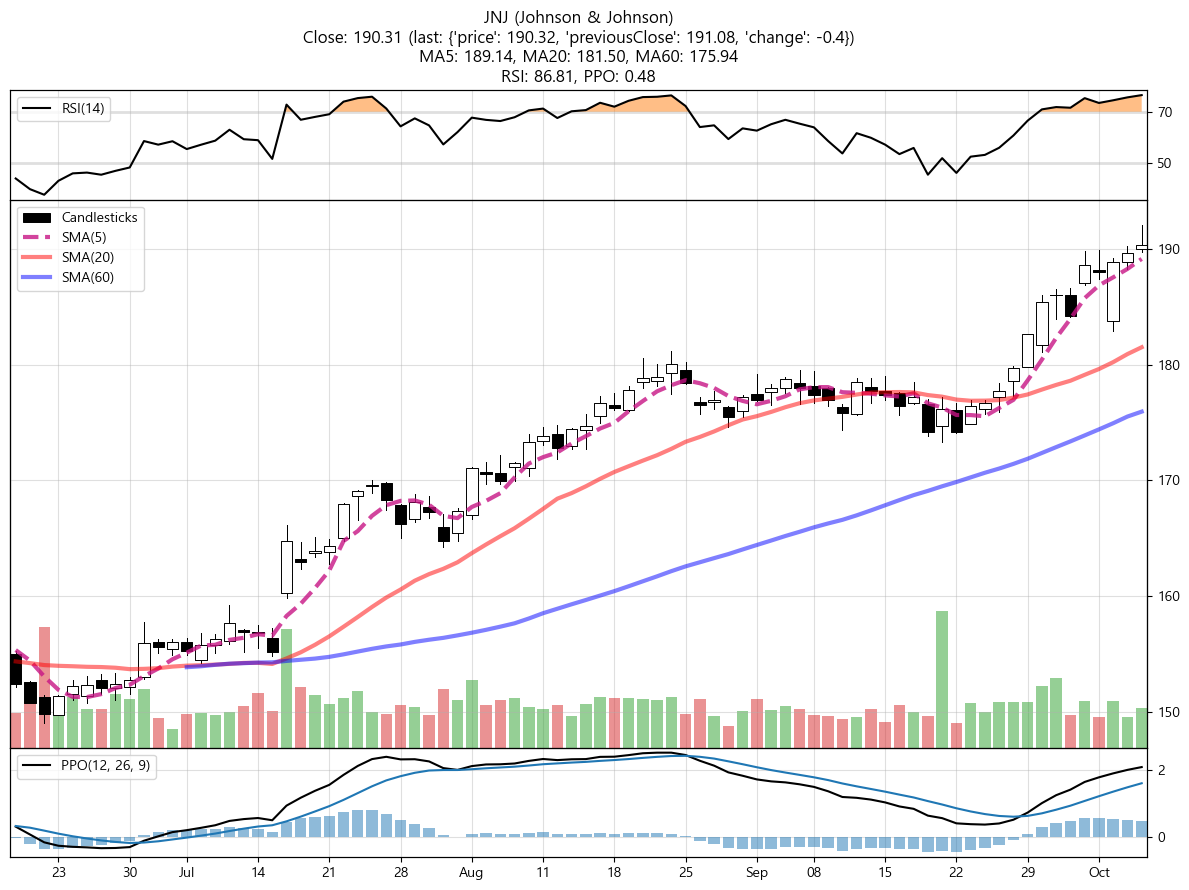 JNJ (Johnson & Johnson)
Close: 190.31 (last: {'price': 190.32, 'previousClose': 191.08, 'change': -0.4})
MA5: 189.14, MA20: 181.50, MA60: 175.94
RSI: 86.81, PPO: 0.48
RSI(14)
70
50
Candlesticks
SMA(5)
SMA(20)
SMA(60)
190
180
170
160
150
PPO(12, 26, 9)
2
0
23 30 Jul 14 21 28 Aug 11 18 25 Sep 08 15 22 29 Oct